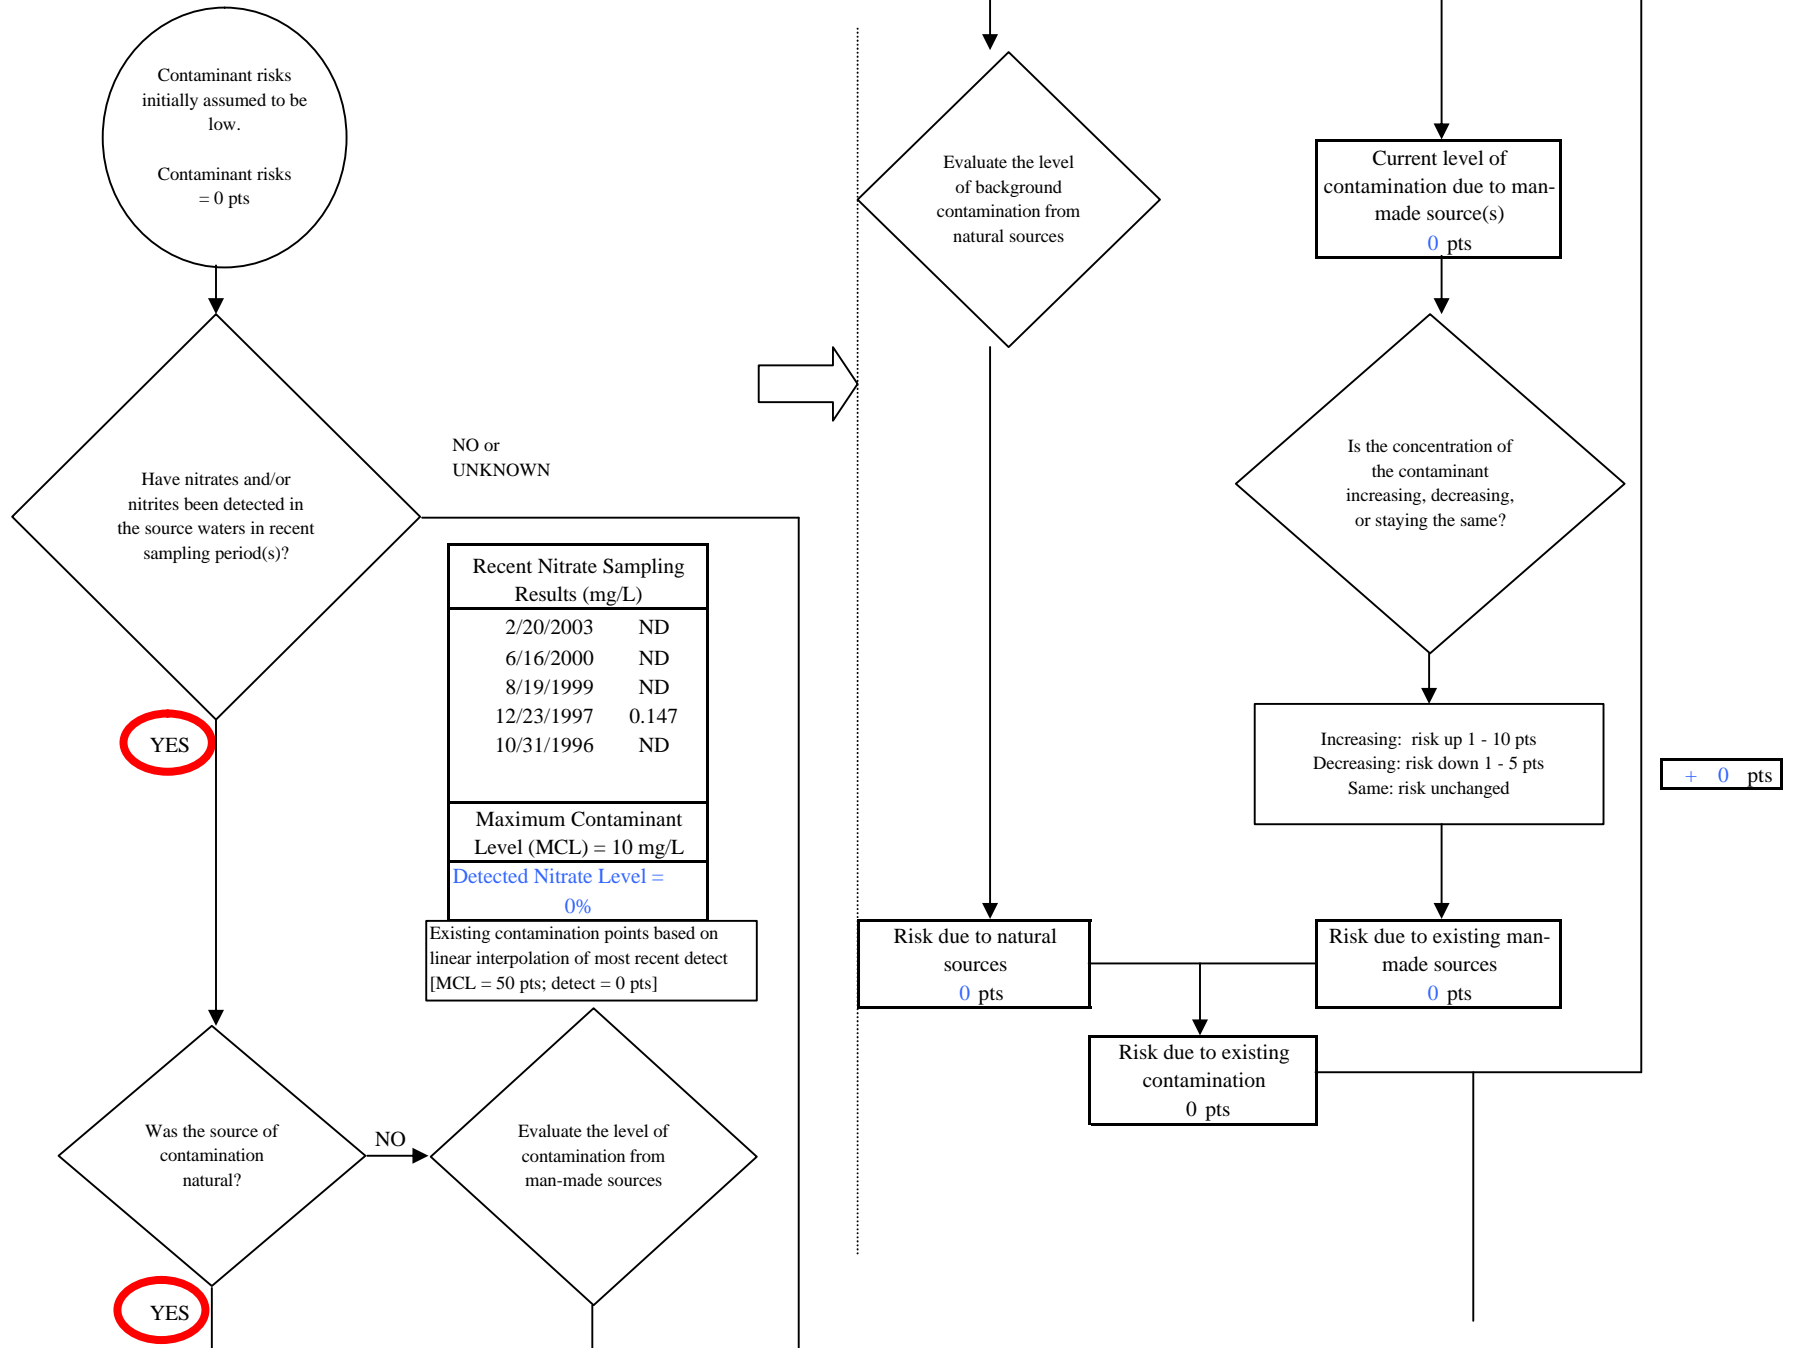 Contaminant risks
initially assumed to be
low.
Contaminant risks
= 0 pts
Have nitrates and/or
nitrites been detected in
the source waters in recent
sampling period(s)?
NO or
UNKNOWN
YES
Recent Nitrate Sampling
Results (mg/L)
2/20/2003 ND
6/16/2000 ND
8/19/1999 ND
12/23/1997 0.147
10/31/1996 ND
Maximum Contaminant
Level (MCL) = 10 mg/L
Detected Nitrate Level =
0%
Existing contamination points based on
linear interpolation of most recent detect
[MCL = 50 pts; detect = 0 pts]
Was the source of
contamination
natural?
NO
Evaluate the level of
contamination from
man-made sources
YES
Evaluate the level
of background
contamination from
natural sources
Current level of
contamination due to man-
made source(s)
0 pts
Is the concentration of
the contaminant
increasing, decreasing,
or staying the same?
Increasing: risk up 1 - 10 pts
Decreasing: risk down 1 - 5 pts
Same: risk unchanged
+ 0 pts
Risk due to natural
sources
0 pts
Risk due to existing man-
made sources
0 pts
Risk due to existing
contamination
0 pts